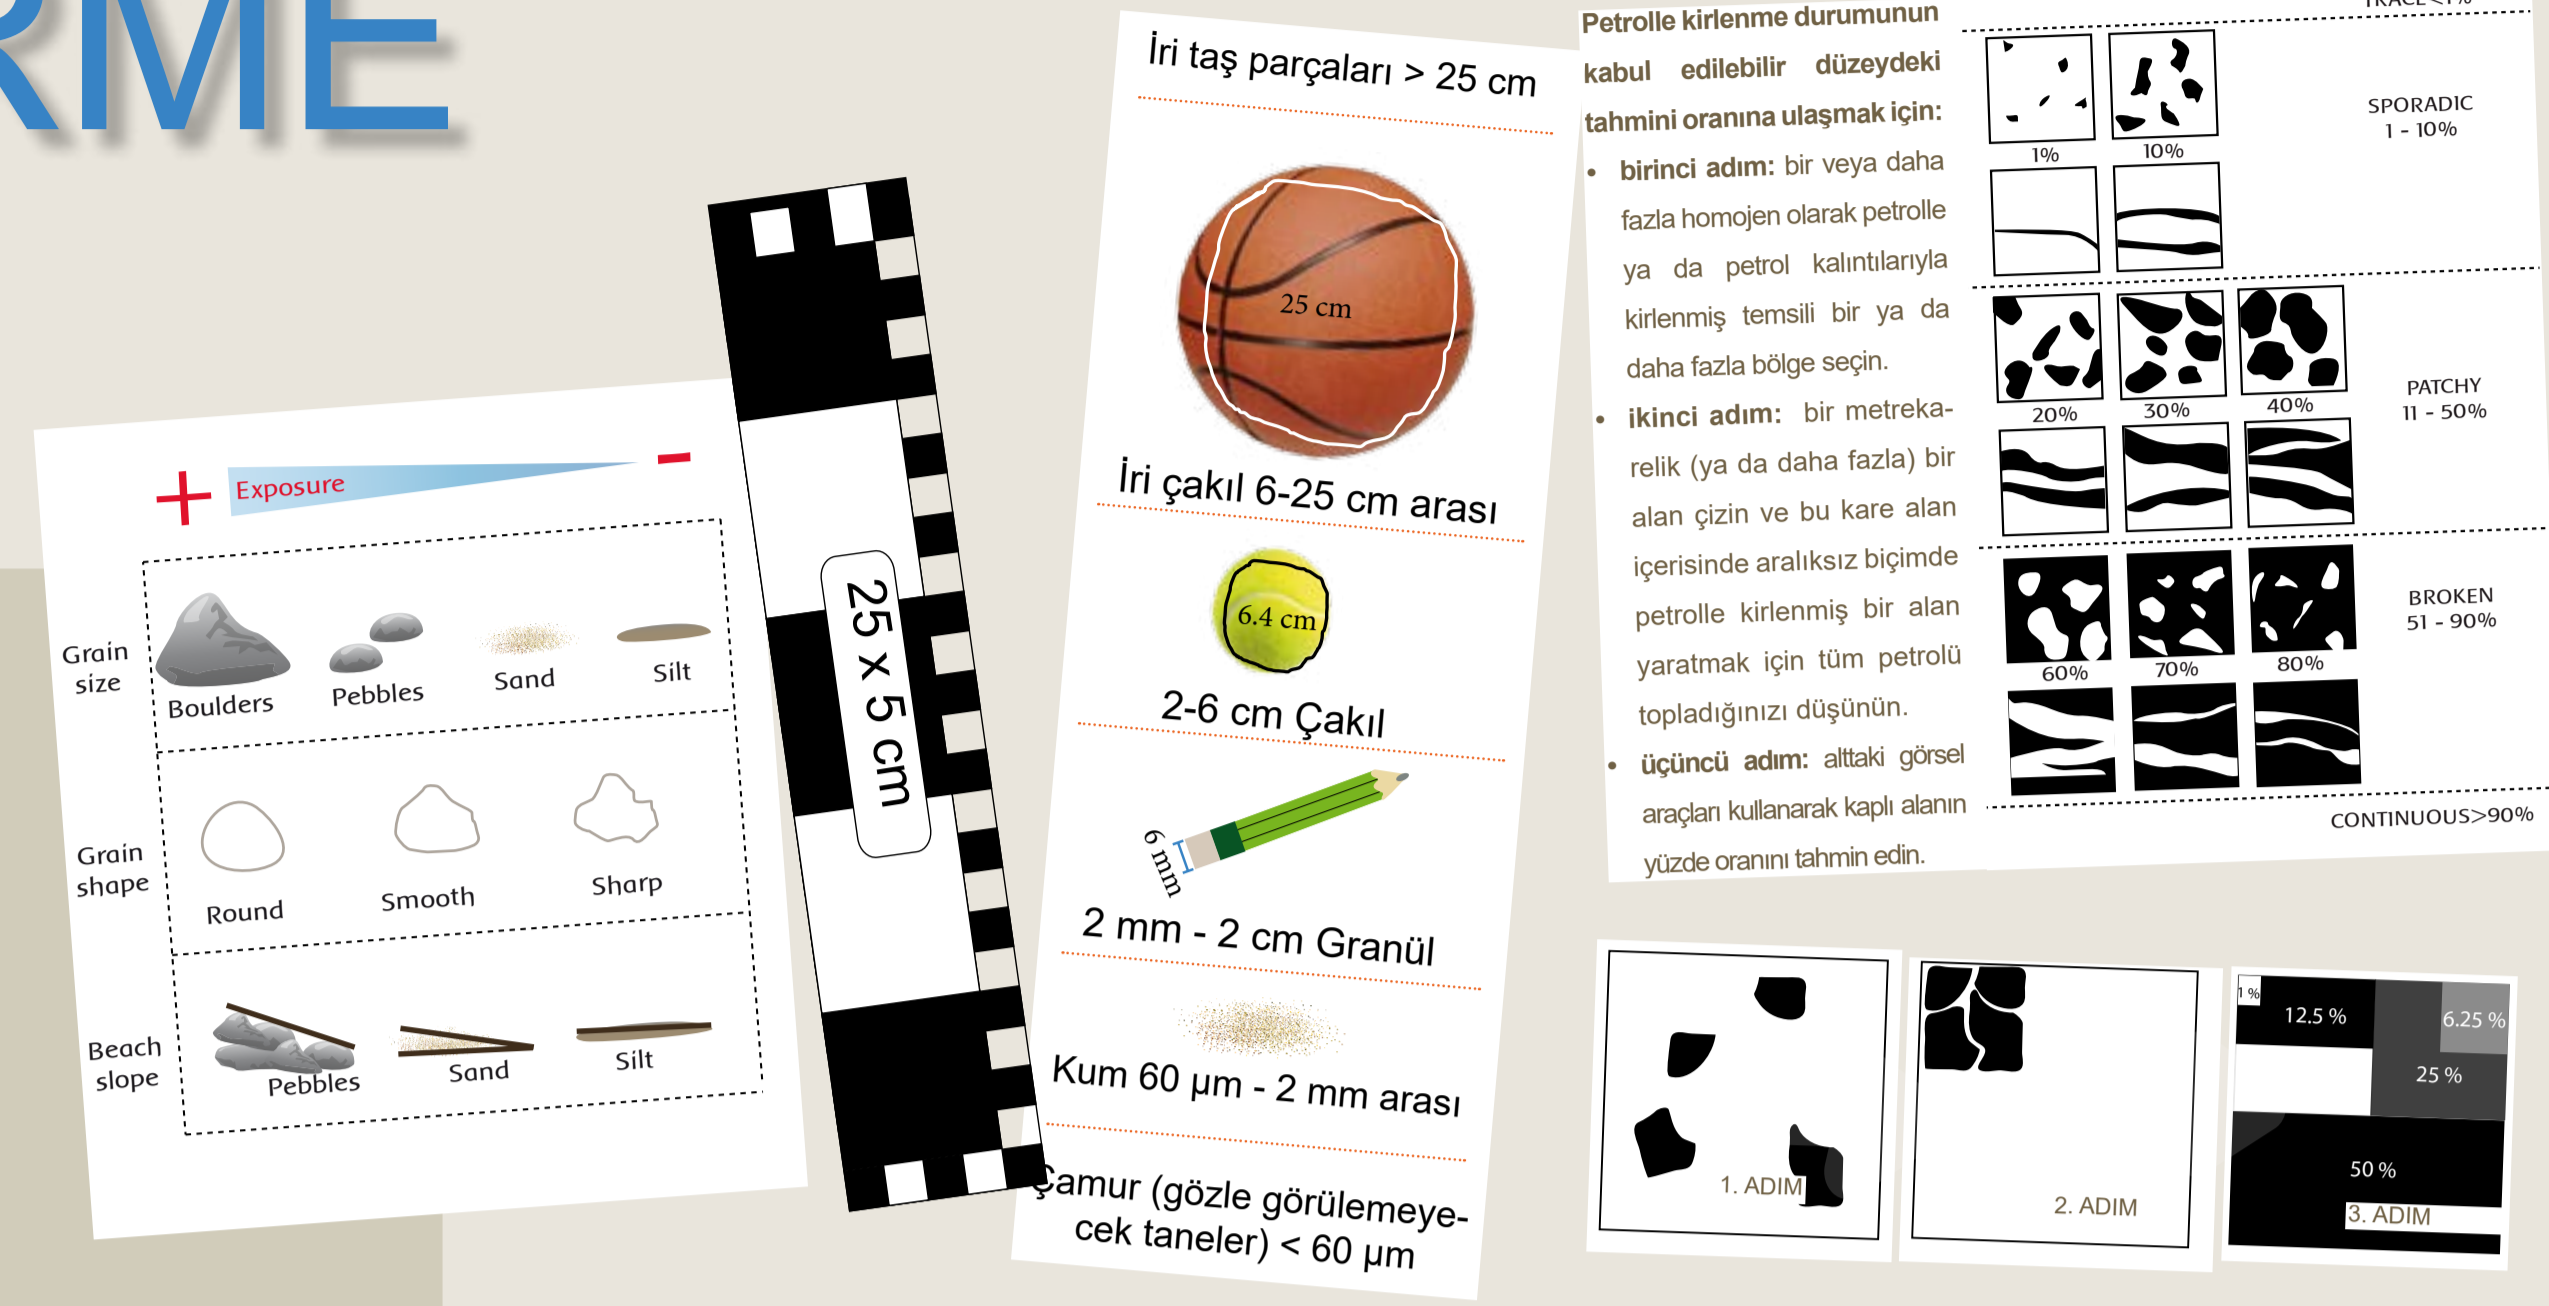 RME
+ Exposure -
Grain
size
Boulders
Pebbles
Sand
Silt
Grain
shape
Round
Smooth
Sharp
Beach
slope
Pebbles
Sand
Silt
25 x 5 cm
İri taş parçaları > 25 cm
25 cm
İri çakıl 6-25 cm arası
6.4 cm
2-6 cm Çakıl
6 mm
2 mm - 2 cm Granül
Kum 60 µm - 2 mm arası
Çamur (gözle görülemeye-
cek taneler) < 60 µm
Petrolle kirlenme durumunun
kabul edilebilir düzeydeki
tahmini oranına ulaşmak için:
• birinci adım: bir veya daha
fazla homojen olarak petrolle
ya da petrol kalıntılarıyla
kirlenmiş temsili bir ya da
daha fazla bölge seçin.
• ikinci adım: bir metreka-
relik (ya da daha fazla) bir
alan çizin ve bu kare alan
içerisinde aralıksız biçimde
petrolle kirlenmiş bir alan
yaratmak için tüm petrolü
topladığınızı düşünün.
• üçüncü adım: alttaki görsel
araçları kullanarak kaplı alanın
yüzde oranını tahmin edin.
TRACE<1%
1%
10%
SPORADIC
1 - 10%
20%
30%
40%
PATCHY
11 - 50%
60%
70%
80%
BROKEN
51 - 90%
CONTINUOUS>90%
1. ADIM
2. ADIM
1 %
12.5 %
6.25 %
25 %
50 %
3. ADIM